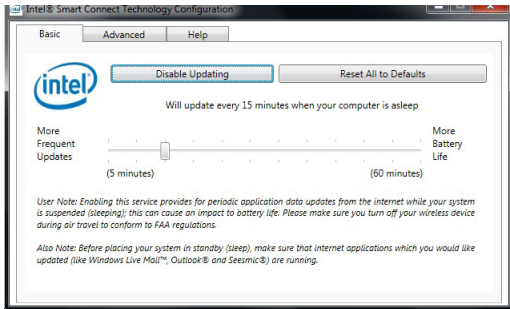 Intel® Smart Connect Technology Configuration
Basic Advanced Help
intel
Disable Updating Reset All to Defaults
Will update every 15 minutes when your computer is asleep
More
Frequent
Updates
More
Battery
Life
(5 minutes) (60 minutes)
User Note: Enabling this service provides for periodic application data updates from the internet while your system
is suspended (sleeping); this can cause an impact to battery life. Please make sure you turn off your wireless device
during air travel to conform to FAA regulations.
Also Note: Before placing your system in standby (sleep), make sure that internet applications which you would like
updated (like Windows Live Mail™, Outlook® and Seesmic®) are running.